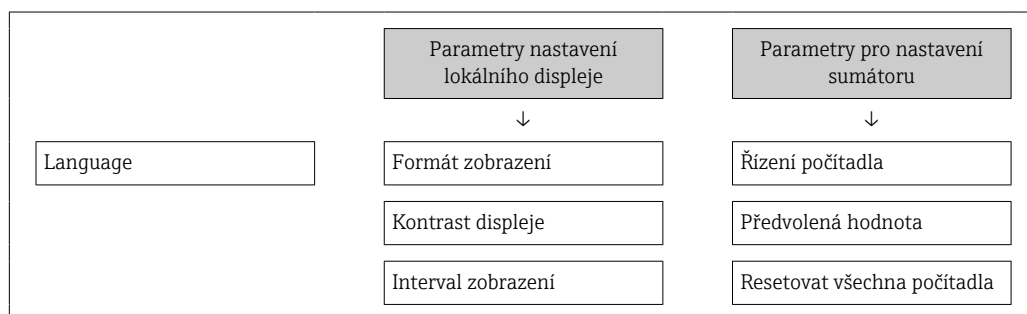 Parametry nastavení
lokálního displeje
Parametry pro nastavení
sumátoru
↓
↓
Language
Formát zobrazení
Řízení počítadla
Kontrast displeje
Předvolená hodnota
Interval zobrazení
Resetovat všechna počítadla